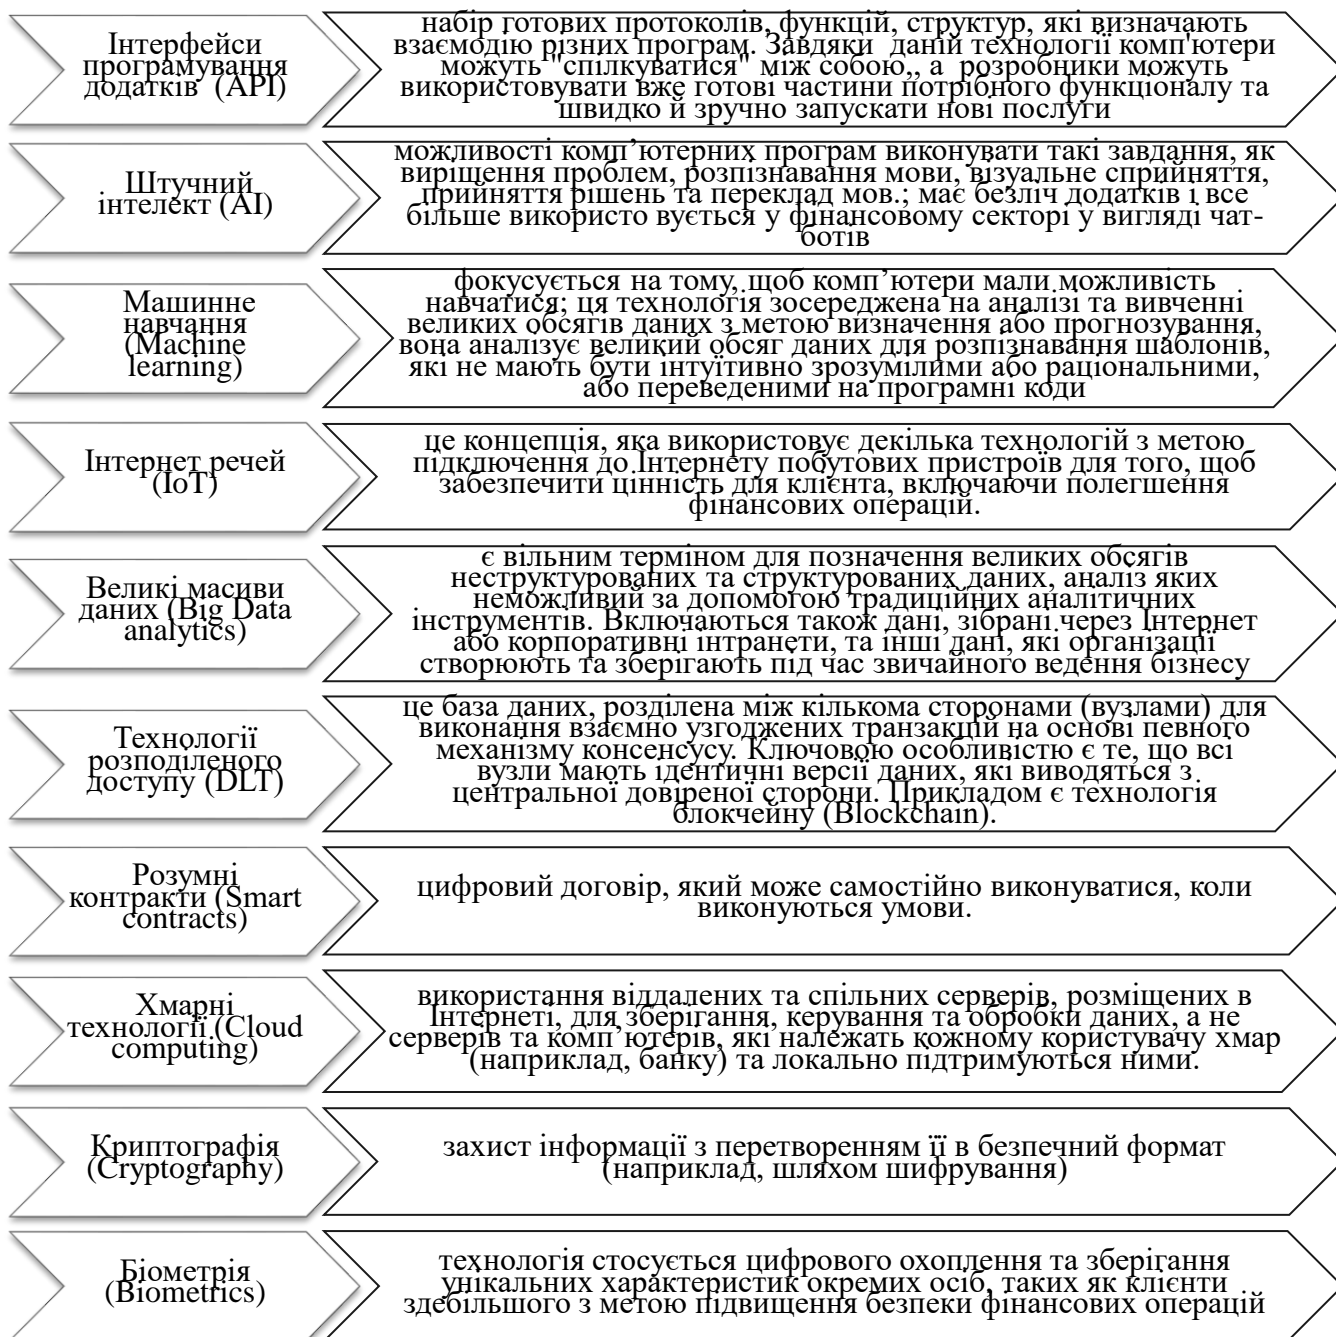 Інтерфейси
програмування
додатків (API)
набір готових протоколів, функцій, структур, які визначають
взаємодію різних програм. Завдяки даній технології комп'ютери
можуть "спілкуватися" між собою,, а розробники можуть
використовувати вже готові частини потрібного функціоналу та
швидко й зручно запускати нові послуги
Штучний
інтелект (AI)
можливості комп’ютерних програм виконувати такі завдання, як
вирішення проблем, розпізнавання мови, візуальне сприйняття,
прийняття рішень та переклад мов.; має безліч додатків і все
більше використо вується у фінансовому секторі у вигляді чат-
ботів
Машинне
навчання
(Machine
learning)
фокусується на тому, щоб комп’ютери мали можливість
навчатися; ця технологія зосереджена на аналізі та вивченні
великих обсягів даних з метою визначення або прогнозування,
вона аналізує великий обсяг даних для розпізнавання шаблонів,
які не мають бути інтуїтивно зрозумілими або раціональними,
або переведеними на програмні коди
Інтернет речей
(IoT)
це концепція, яка використовує декілька технологій з метою
підключення до Інтернету побутових пристроїв для того, щоб
забезпечити цінність для клієнта, включаючи полегшення
фінансових операцій.
Великі масиви
даних (Big Data
analytics)
є вільним терміном для позначення великих обсягів
неструктурованих та структурованих даних, аналіз яких
неможливий за допомогою традиційних аналітичних
інструментів. Включаються також дані, зібрані через Інтернет
або корпоративні інтранети, та інші дані, які організації
створюють та зберігають під час звичайного ведення бізнесу
Технології
розподіленого
доступу (DLT)
це база даних, розділена між кількома сторонами (вузлами) для
виконання взаємно узгоджених транзакцій на основі певного
механізму консенсусу. Ключовою особливістю є те, що всі
вузли мають ідентичні версії даних, які виводяться з
центральної довіреної сторони. Прикладом є технологія
блокчейну (Blockchain).
Розумні
контракти (Smart
contracts)
цифровий договір, який може самостійно виконуватися, коли
виконуються умови.
Хмарні
технології (Cloud
computing)
використання віддалених та спільних серверів, розміщених в
Інтернеті, для зберігання, керування та обробки даних, а не
серверів та комп’ютерів, які належать кожному користувачу хмар
(наприклад, банку) та локально підтримуються ними.
Криптографія
(Cryptography)
захист інформації з перетворенням її в безпечний формат
(наприклад, шляхом шифрування)
Біометрія
(Biometrics)
технологія стосується цифрового охоплення та зберігання
унікальних характеристик окремих осіб, таких як клієнти
здебільшого з метою підвищення безпеки фінансових операцій